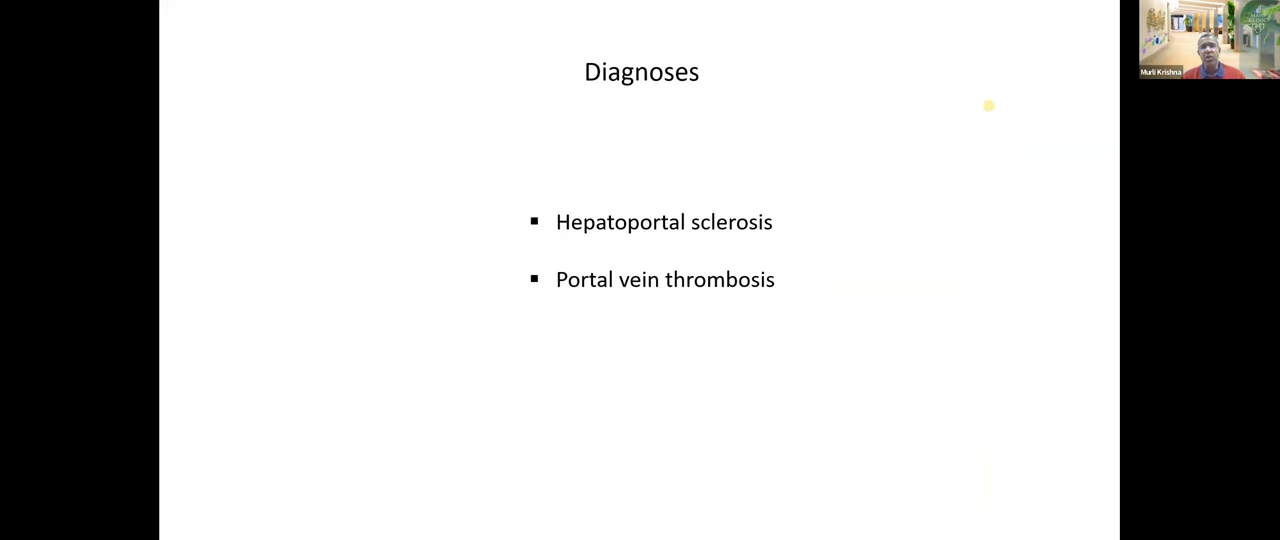 Diagnoses
▪ Hepatoportal sclerosis
▪ Portal vein thrombosis
Murli Krishna